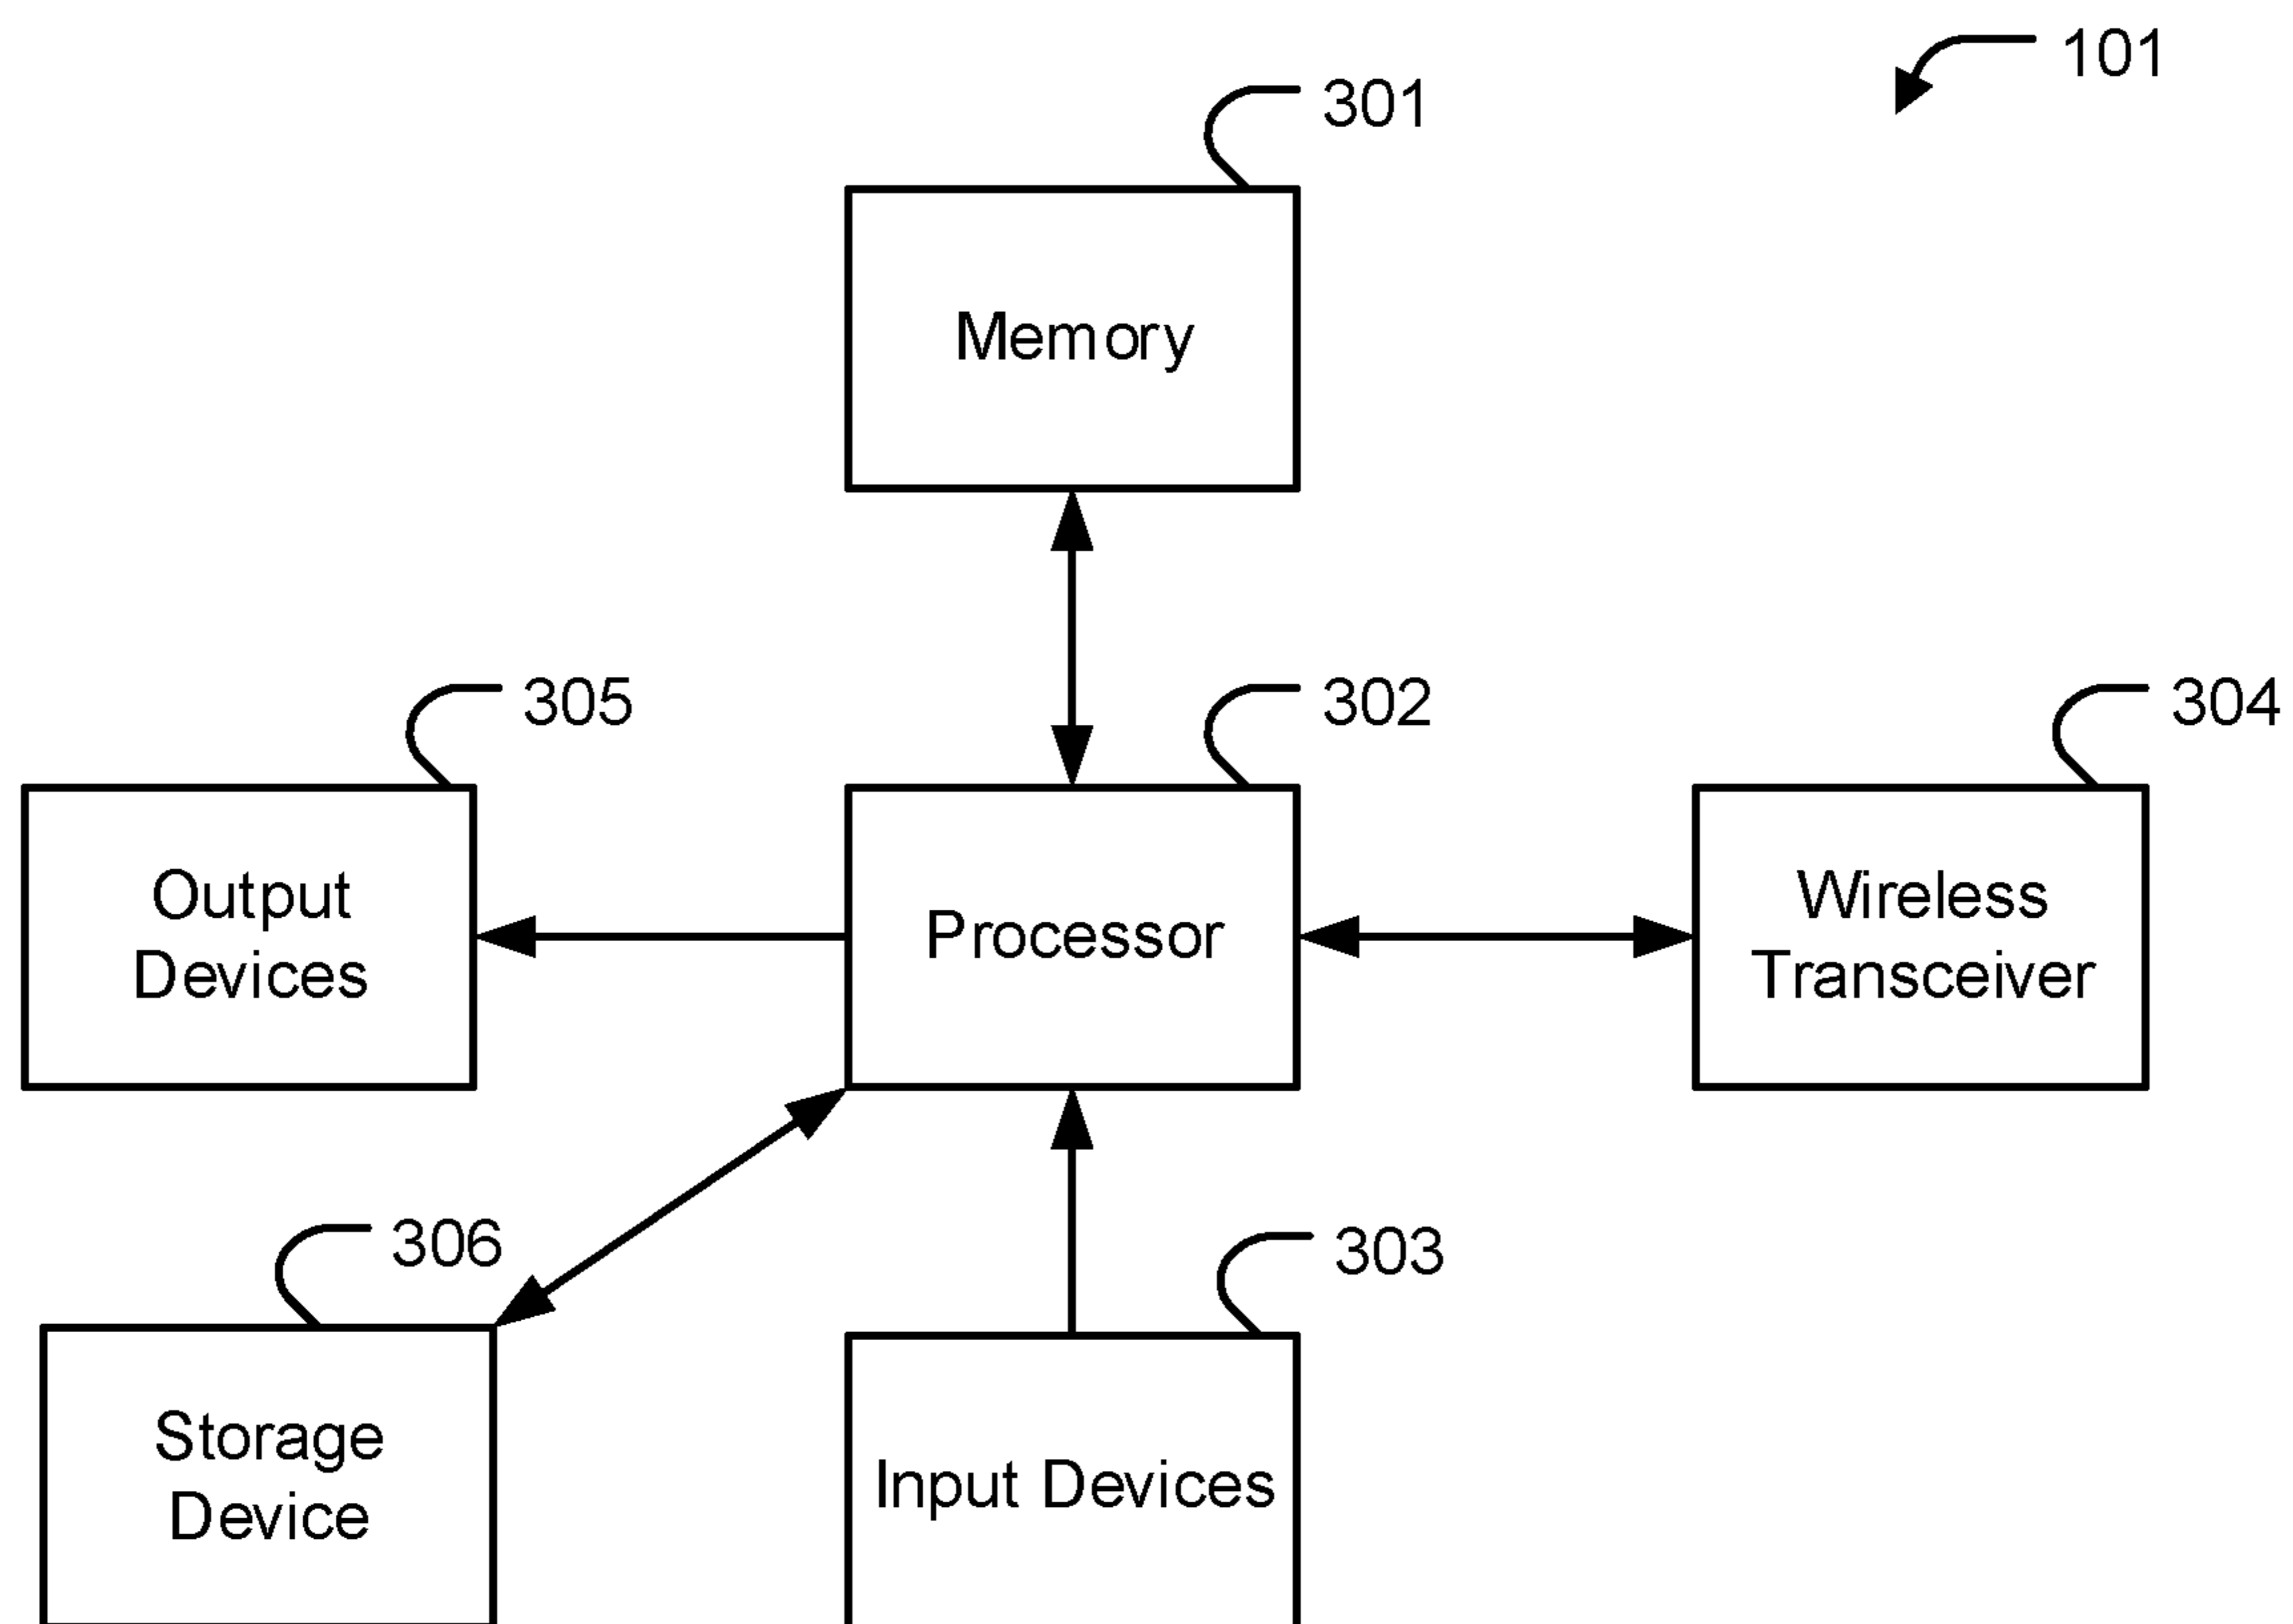 101
301
Memory
305
302
304
Output
Devices
Processor
Wireless
Transceiver
306
303
Storage
Device
Input Devices